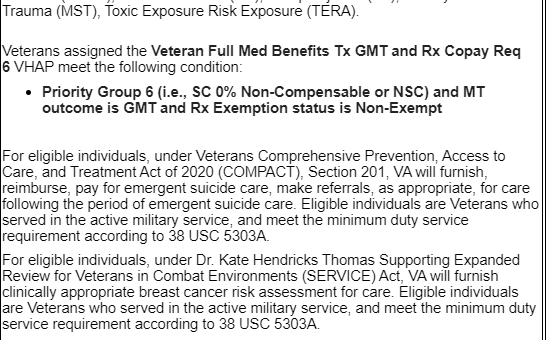 Trauma (MST), Toxic Exposure Risk Exposure (TERA).
Veterans assigned the Veteran Full Med Benefits Tx GMT and Rx Copay Req
6 VHAP meet the following condition:
• Priority Group 6 (i.e., SC 0% Non-Compensable or NSC) and MT
outcome is GMT and Rx Exemption status is Non-Exempt
For eligible individuals, under Veterans Comprehensive Prevention, Access to
Care, and Treatment Act of 2020 (COMPACT), Section 201, VA will furnish,
reimburse, pay for emergent suicide care, make referrals, as appropriate, for care
following the period of emergent suicide care. Eligible individuals are Veterans who
served in the active military service, and meet the minimum duty service
requirement according to 38 USC 5303A.
For eligible individuals, under Dr. Kate Hendricks Thomas Supporting Expanded
Review for Veterans in Combat Environments (SERVICE) Act, VA will furnish
clinically appropriate breast cancer risk assessment for care. Eligible individuals
are Veterans who served in the active military service, and meet the minimum duty
service requirement according to 38 USC 5303A.